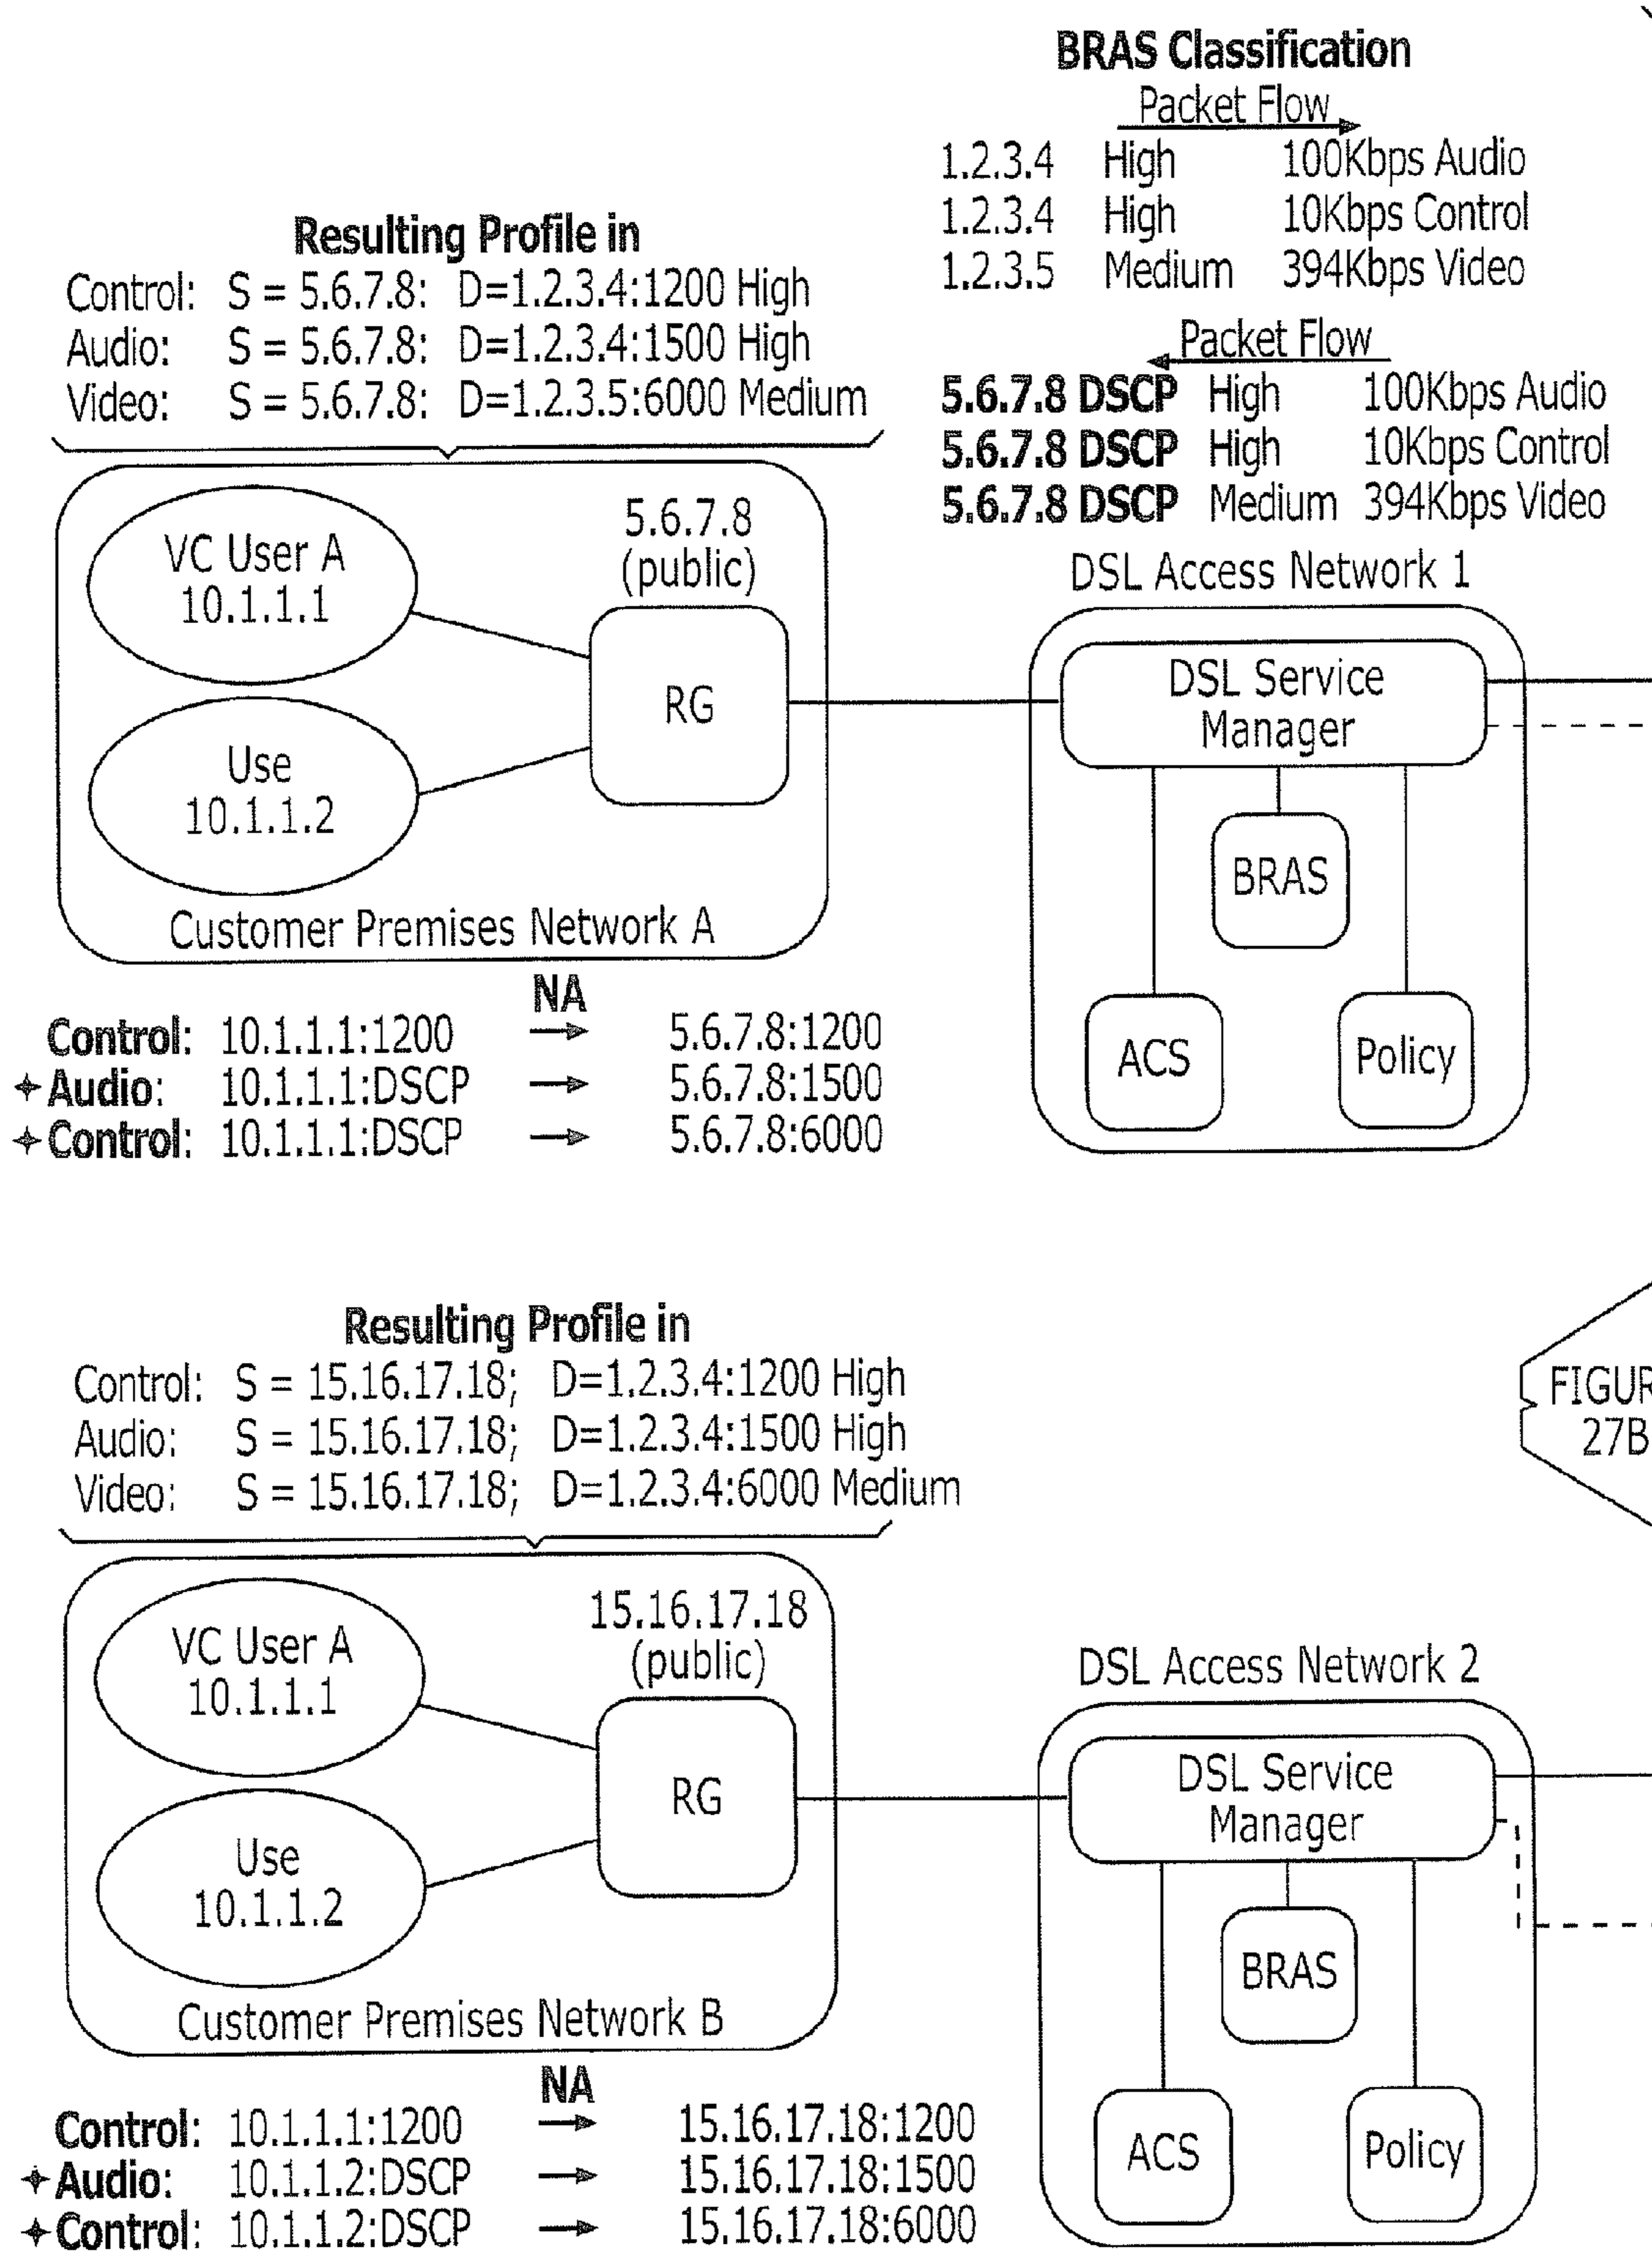 BRAS Classification
Packet Flow
1.2.3.4 High 100Kbps Audio
1.2.3.4 High 10Kbps Control
1.2.3.5 Medium 394Kbps Video
Packet Flow
5.6.7.8 DSCP High 100Kbps Audio
5.6.7.8 DSCP High 10Kbps Control
5.6.7.8 DSCP Medium 394Kbps Video
Resulting Profile in
Control: S = 5.6.7.8: D=1.2.3.4:1200 High
Audio: S = 5.6.7.8: D=1.2.3.4:1500 High
Video: S = 5.6.7.8: D=1.2.3.5:6000 Medium
VC User A
10.1.1.1
Use
10.1.1.2
5.6.7.8
(public)
RG
Customer Premises Network A
DSL Access Network 1
DSL Service
Manager
BRAS
ACS
Policy
NA
Control: 10.1.1.1:1200 → 5.6.7.8:1200
+Audio: 10.1.1.1:DSCP → 5.6.7.8:1500
+Control: 10.1.1.1:DSCP → 5.6.7.8:6000
FIGUR
27B
Resulting Profile in
Control: S = 15.16.17.18; D=1.2.3.4:1200 High
Audio: S = 15.16.17.18; D=1.2.3.4:1500 High
Video: S = 15.16.17.18; D=1.2.3.4:6000 Medium
VC User A
10.1.1.1
Use
10.1.1.2
15.16.17.18
(public)
RG
Customer Premises Network B
DSL Access Network 2
DSL Service
Manager
BRAS
ACS
Policy
NA
Control: 10.1.1.1:1200 → 15.16.17.18:1200
+Audio: 10.1.1.2:DSCP → 15.16.17.18:1500
+Control: 10.1.1.2:DSCP → 15.16.17.18:6000